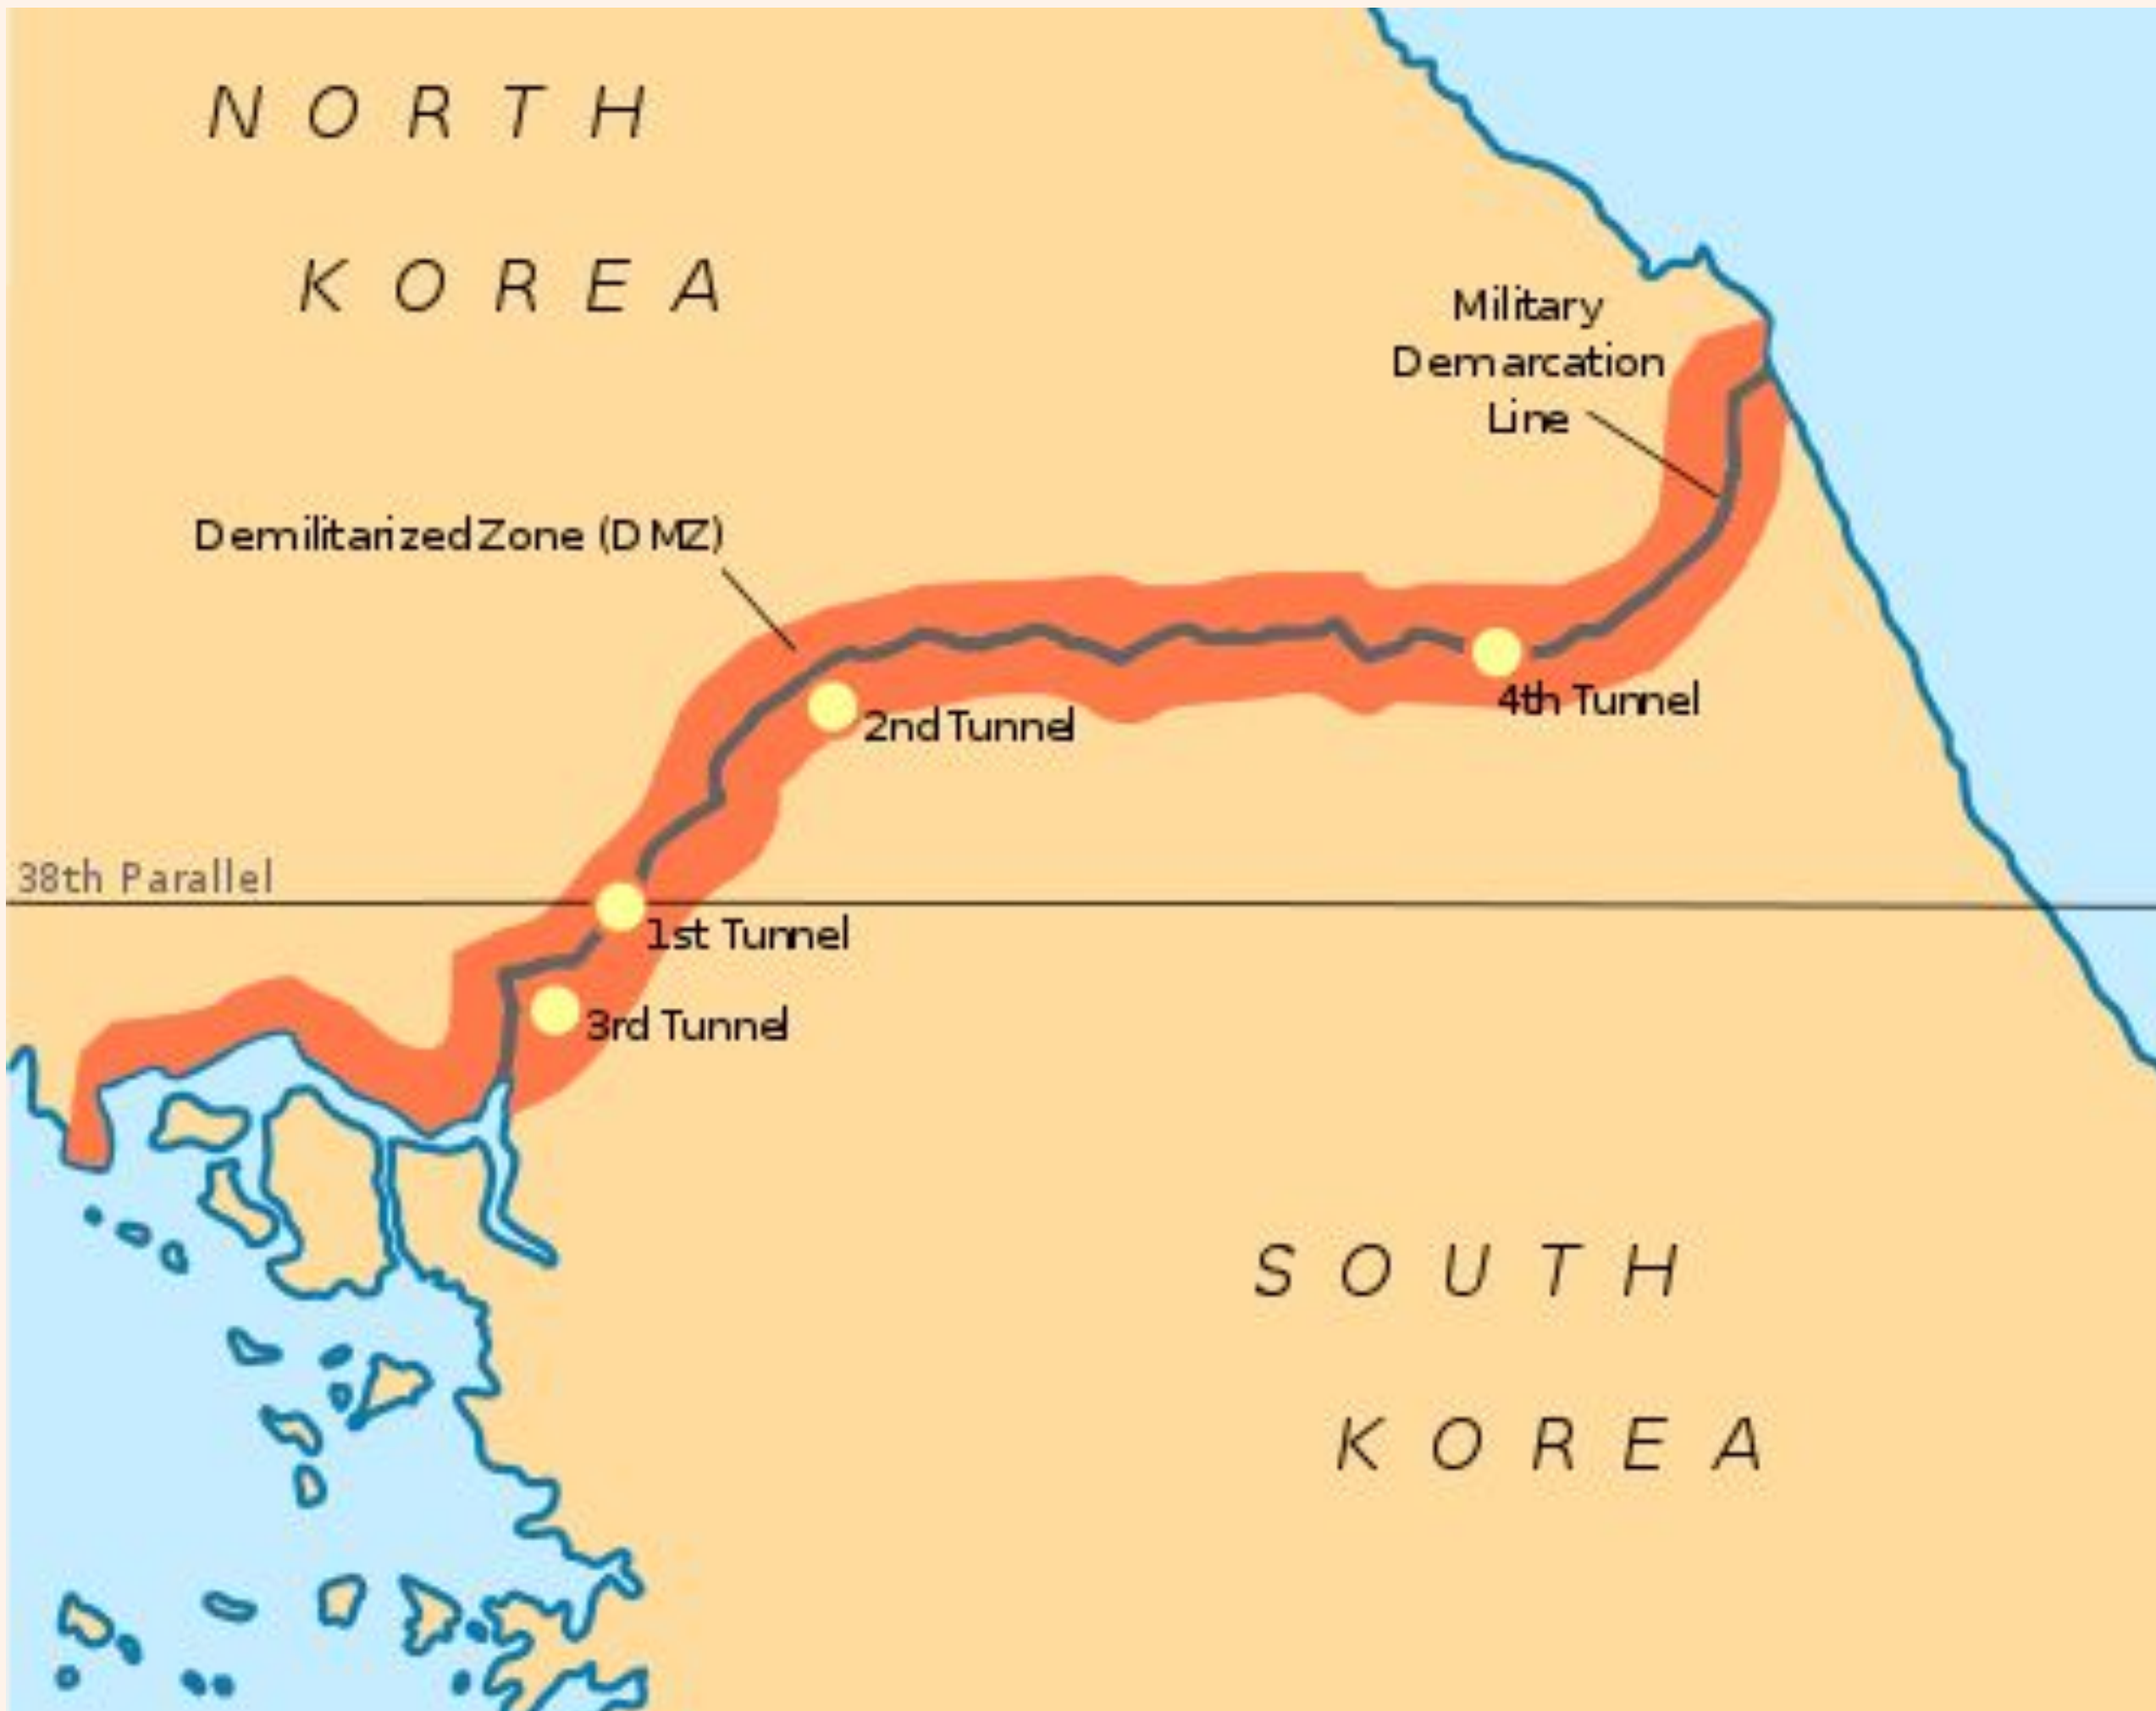 NORTH
KOREA
Military
Demarcation
Line
Demilitarized Zone (DMZ)
4th Tunnel
2nd Tunnel
38th Parallel
1st Tunnel
3rd Tunnel
SOUTH
KOREA